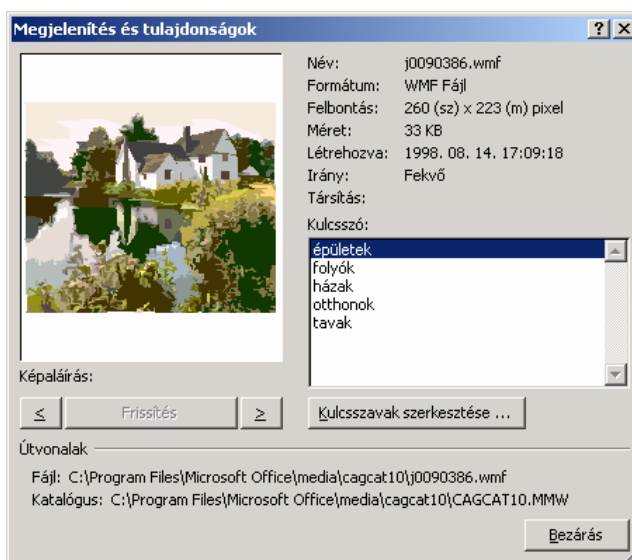 Megjelenítés és tulajdonságok
Név: j0090386.wmf
Formátum: WMF Fájl
Felbontás: 260 (sz) x 223 (m) pixel
Méret: 33 KB
Létrehozva: 1998. 08. 14. 17:09:18
Irány: Fekvő
Társítás:
Kulcsszó:
épületek
folyók
házak
otthonok
tavak
Képaláírás:
< Frissítés >
Kulcsszavak szerkesztése ...
Útvonalak
Fájl: C:\Program Files\Microsoft Office\media\cagcat10\j0090386.wmf
Katalógus: C:\Program Files\Microsoft Office\media\cagcat10\CAGCAT10.MMW
Bezárás